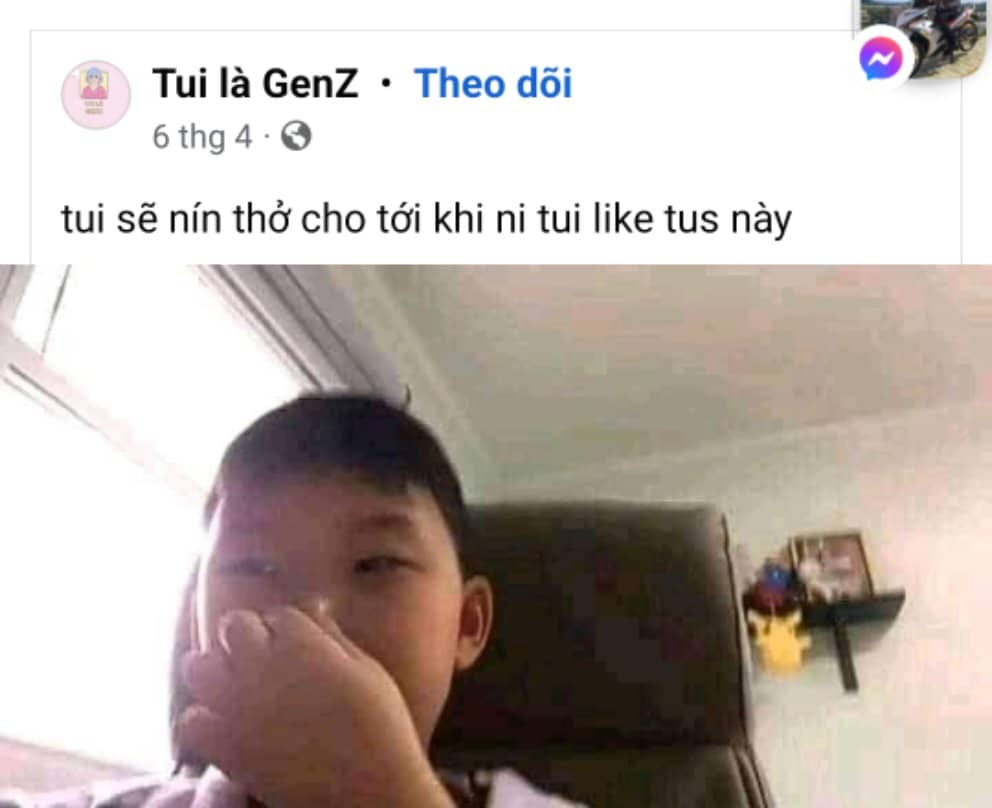 Tui là GenZ • Theo dõi
6 thg 4 ·
tui sẽ nín thở cho tới khi ni tui like tus này